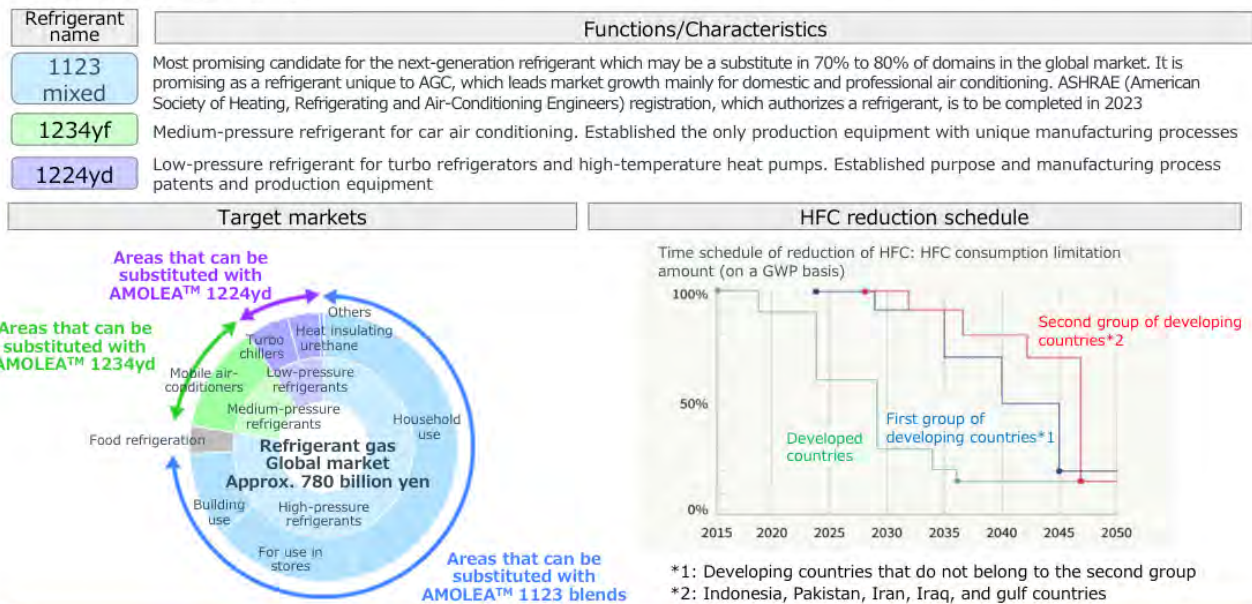 Refrigerant
name
Functions/Characteristics
1123
mixed
Most promising candidate for the next-generation refrigerant which may be a substitute in 70% to 80% of domains in the global market. It is
promising as a refrigerant unique to AGC, which leads market growth mainly for domestic and professional air conditioning. ASHRAE (American
Society of Heating, Refrigerating and Air-Conditioning Engineers) registration, which authorizes a refrigerant, is to be completed in 2023
1234yf
Medium-pressure refrigerant for car air conditioning. Established the only production equipment with unique manufacturing processes
1224yd
Low-pressure refrigerant for turbo refrigerators and high-temperature heat pumps. Established purpose and manufacturing process
patents and production equipment
Target markets
Areas that can be
substituted with
AMOLEA™ 1224yd
Areas that can be
substituted with
AMOLEA™ 1234yd
Others
Heat insulating
urethane
Turbo
chillers
Low-pressure
refrigerants
Mobile air-
conditioners
Medium-pressure
refrigerants
Food refrigeration
Household
use
Refrigerant gas
Global market
Approx. 780 billion yen
High-pressure
refrigerants
Building
use
For use in
stores
Areas that can be
substituted with
AMOLEA™ 1123 blends
HFC reduction schedule
Time schedule of reduction of HFC: HFC consumption limitation
amount (on a GWP basis)
100%
50%
0%
Second group of developing
countries*2
First group of
developing countries*1
Developed
countries
2015 2020 2025 2030 2035 2040 2045 2050
*1: Developing countries that do not belong to the second group
*2: Indonesia, Pakistan, Iran, Iraq, and gulf countries